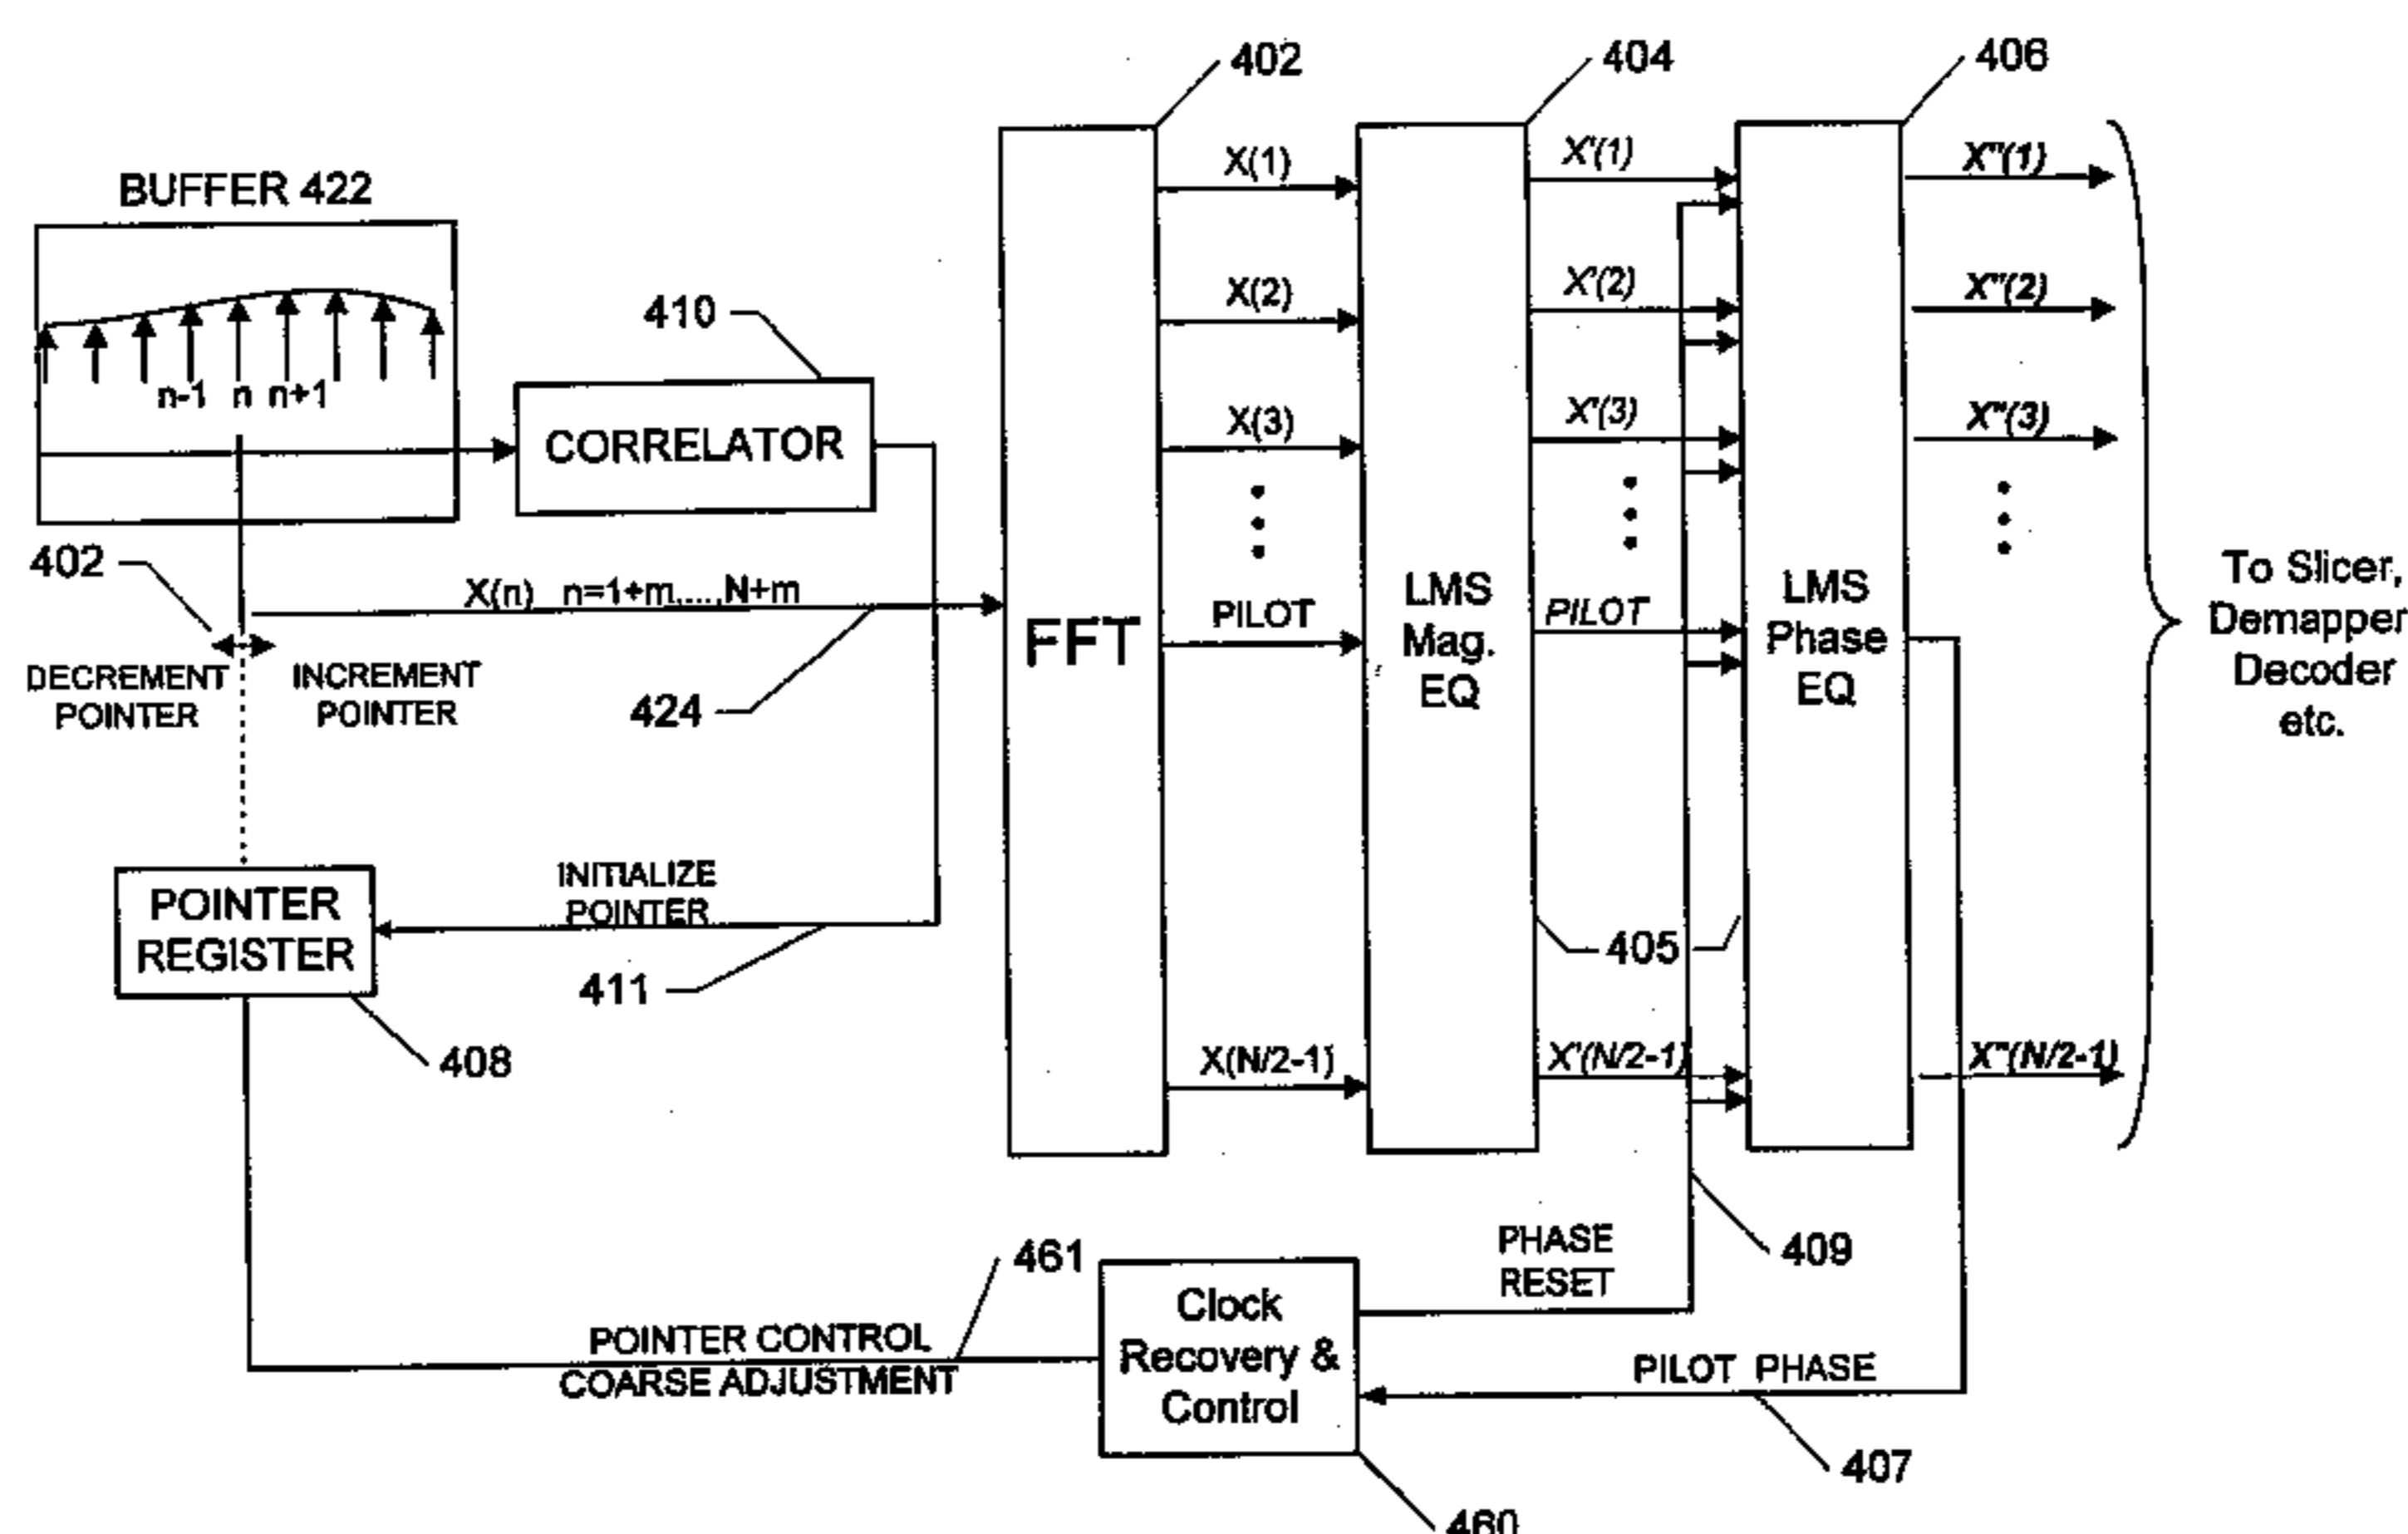 402
404
406
BUFFER 422
n-1 n n+1
410
CORRELATOR
402
DECREMENT
POINTER
INCREMENT
POINTER
X(n) n=1+m,...,N+m
424
FFT
X(1)
X(2)
X(3)
PILOT
X(N/2-1)
LMS
Mag.
EQ
X'(1)
X'(2)
X'(3)
PILOT
405
X'(N/2-1)
LMS
Phase
EQ
X"(1)
X"(2)
X"(3)
X"(N/2-1)
To Slicer,
Demapper
Decoder
etc.
POINTER
REGISTER
408
INITIALIZE
POINTER
411
POINTER CONTROL
COARSE ADJUSTMENT
461
Clock
Recovery &
Control
460
PHASE
RESET
409
PILOT PHASE
407